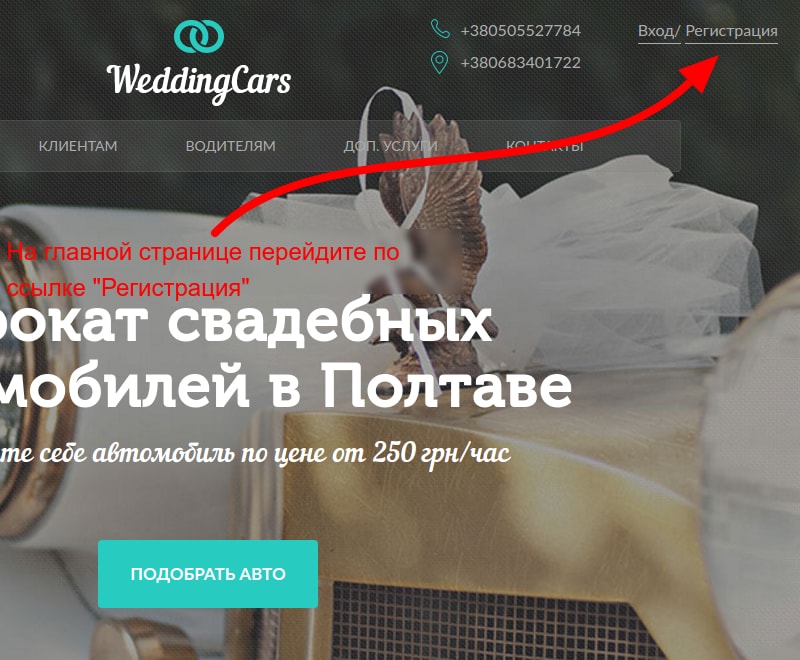 WeddingCars
+380505527784
+380683401722
Вход/ Регистрация
КЛИЕНТАМ ВОДИТЕЛЯМ ДОП. УСЛУГИ КОНТАКТЫ
На главной странице перейдите по
ссылке "Регистрация"
рокат свадебных
мобилей в Полтаве
те себе автомобиль по цене от 250 грн/час
ПОДОБРАТЬ АВТО